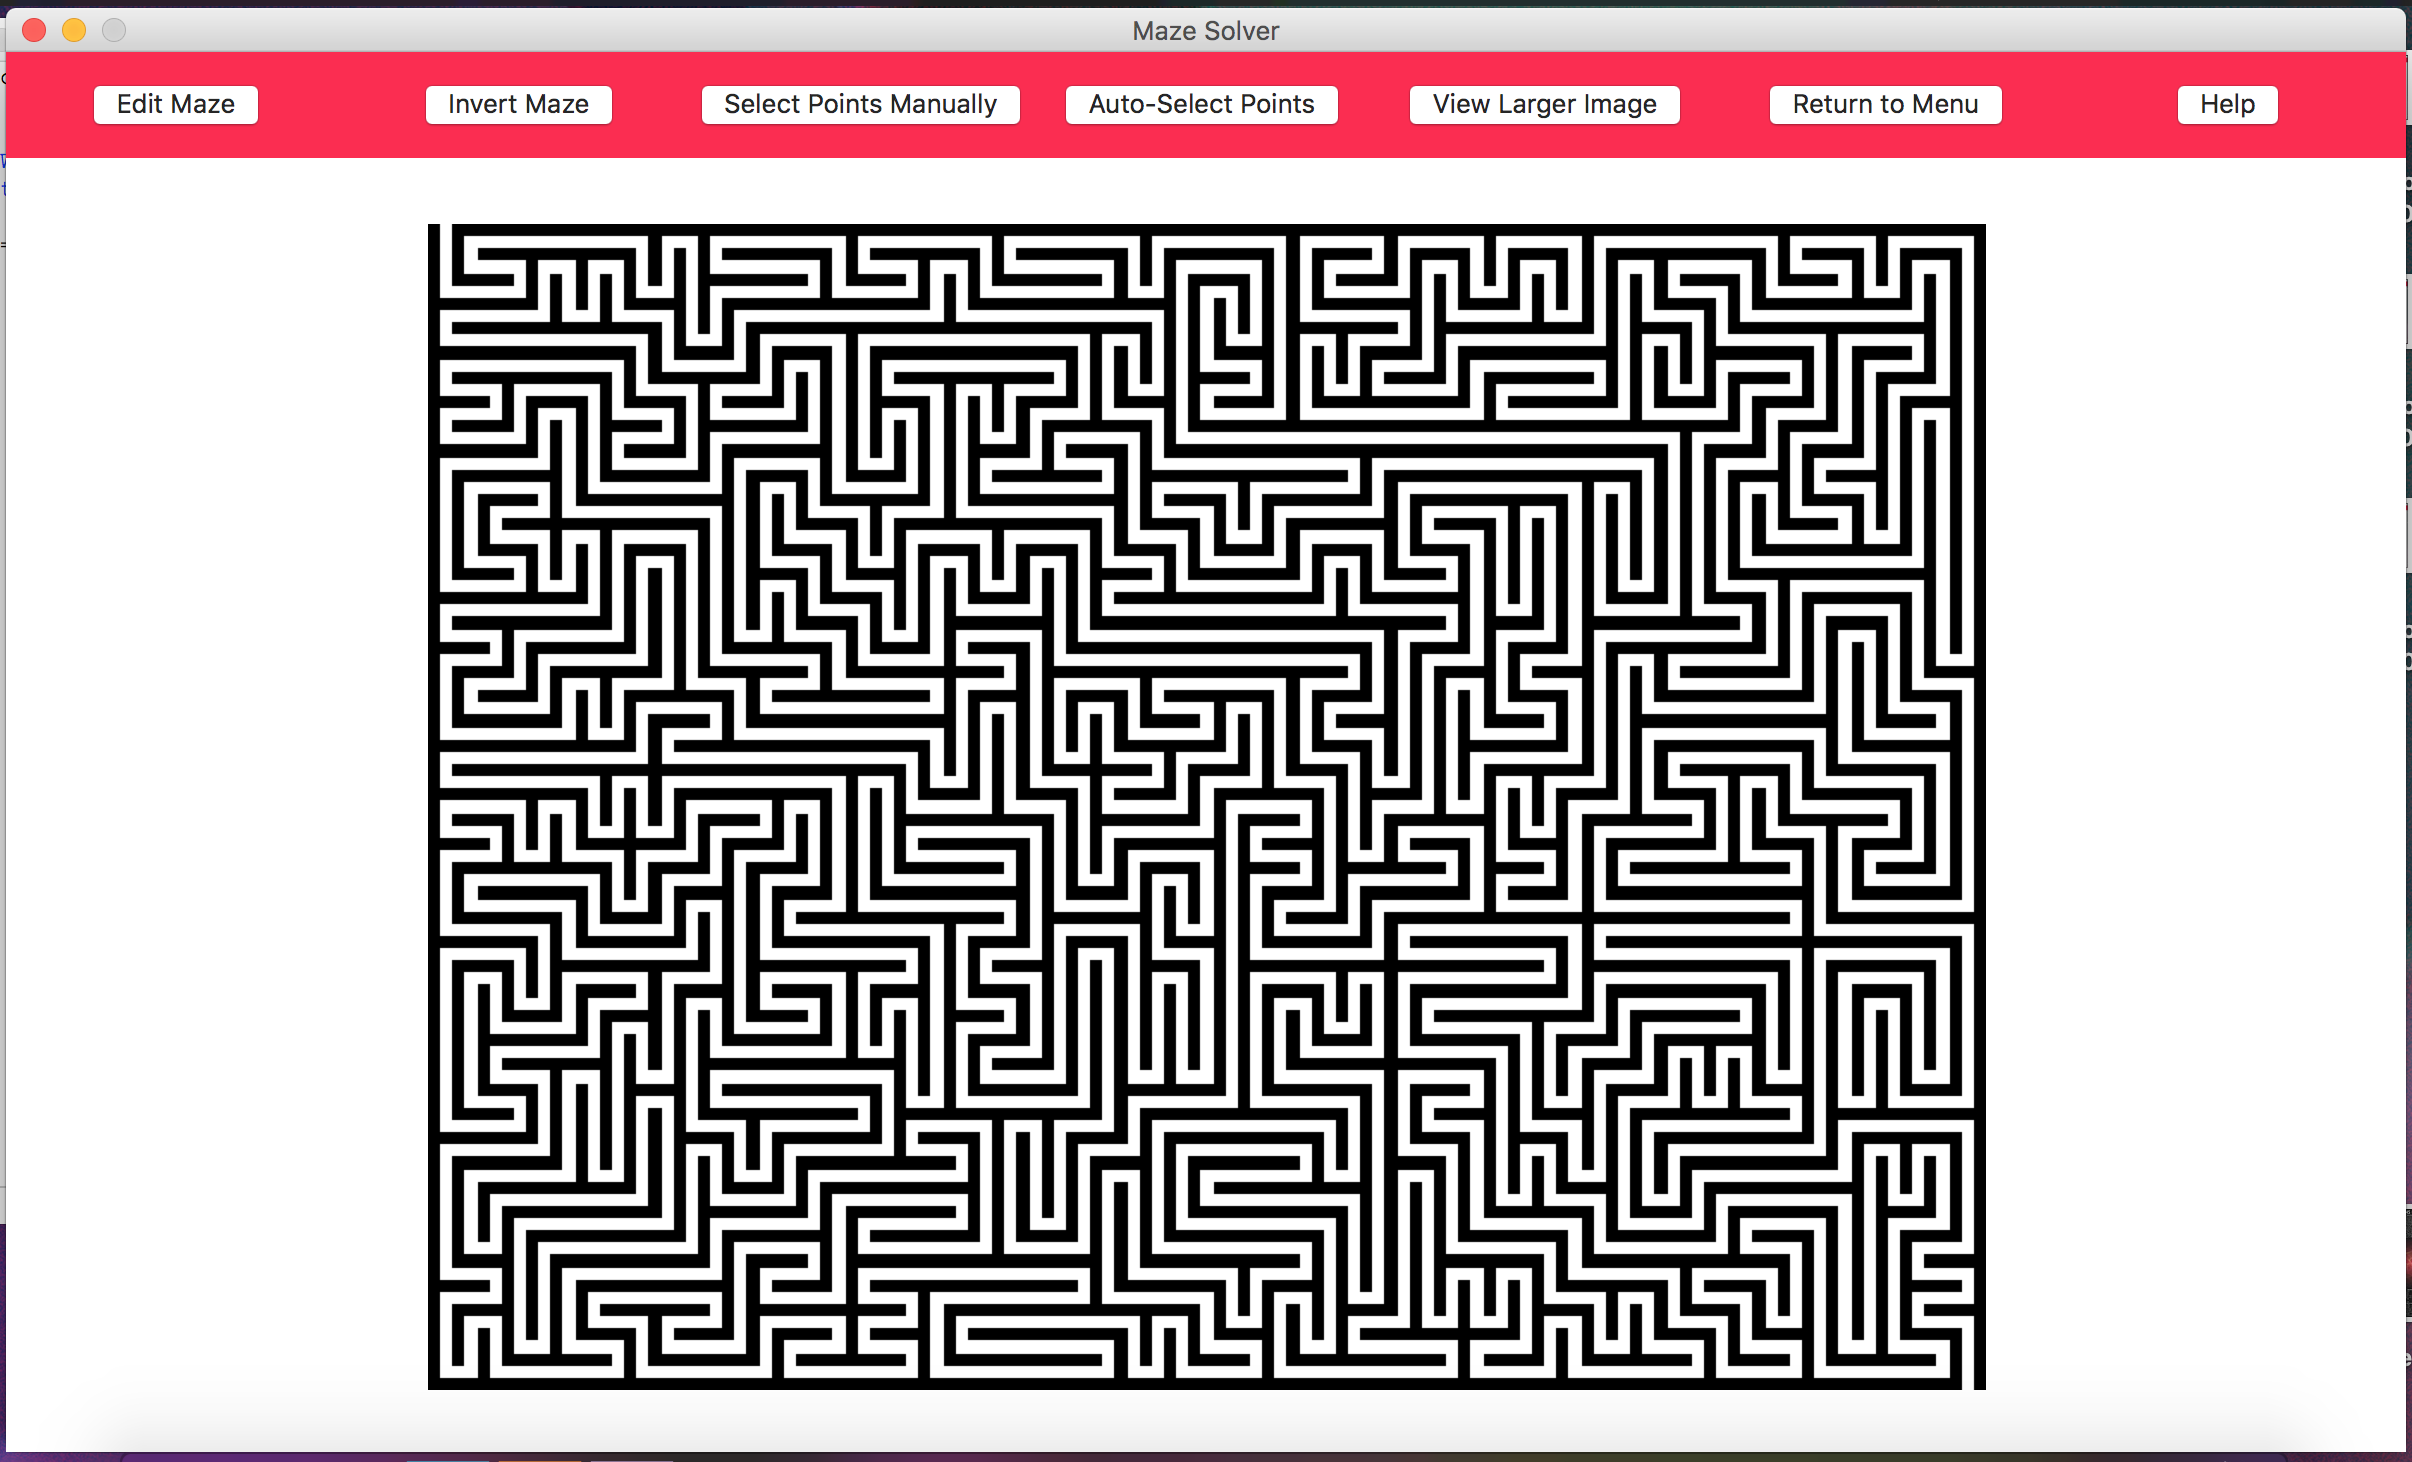 Maze Solver
Edit Maze
Invert Maze
Select Points Manually
Auto-Select Points
View Larger Image
Return to Menu
Help